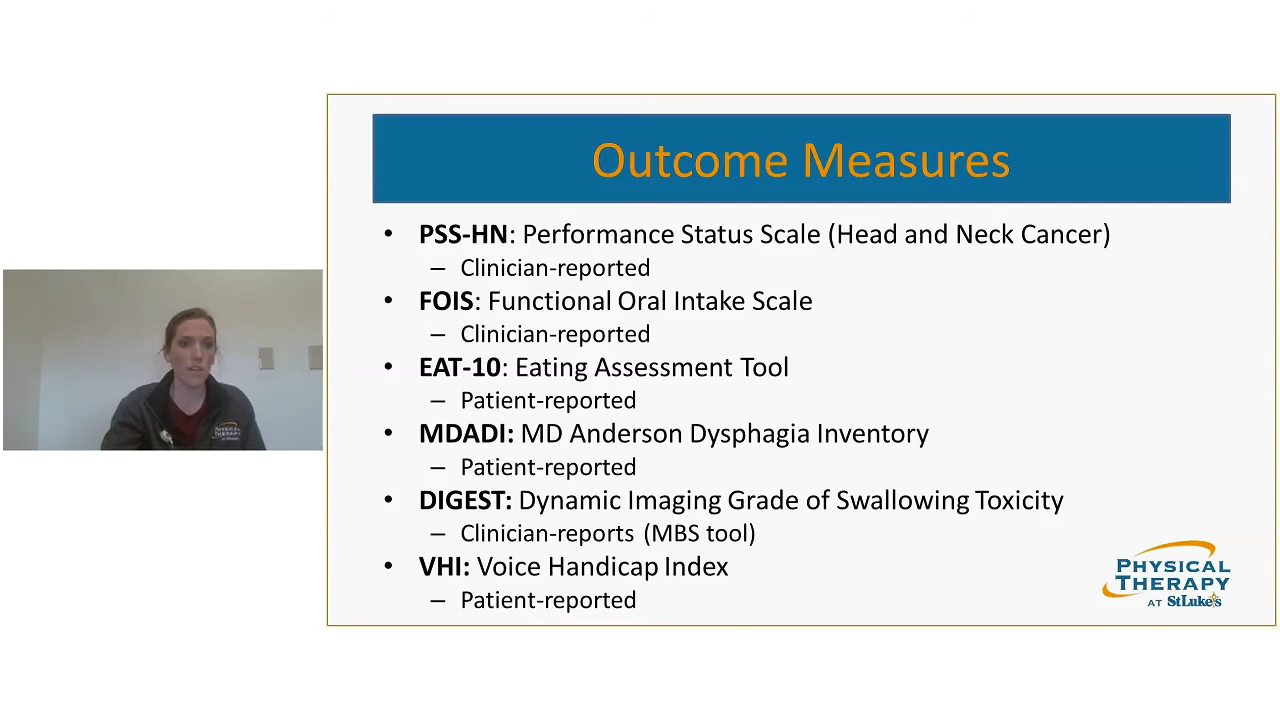 Outcome Measures
• PSS-HN: Performance Status Scale (Head and Neck Cancer)
– Clinician-reported
• FOIS: Functional Oral Intake Scale
– Clinician-reported
• EAT-10: Eating Assessment Tool
– Patient-reported
• MDADI: MD Anderson Dysphagia Inventory
– Patient-reported
• DIGEST: Dynamic Imaging Grade of Swallowing Toxicity
– Clinician-reports (MBS tool)
• VHI: Voice Handicap Index
– Patient-reported
PHYSICAL
THERAPY
AT StLuke's
PHYSICAL
THERAPY